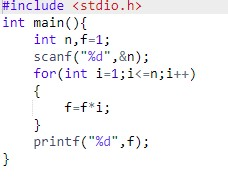 #include <stdio.h>
int main(){
    int n,f=1;
    scanf("%d",&n);
    for(int i=1;i<=n;i++)
    {
        f=f*i;
    }
    printf("%d",f);
}